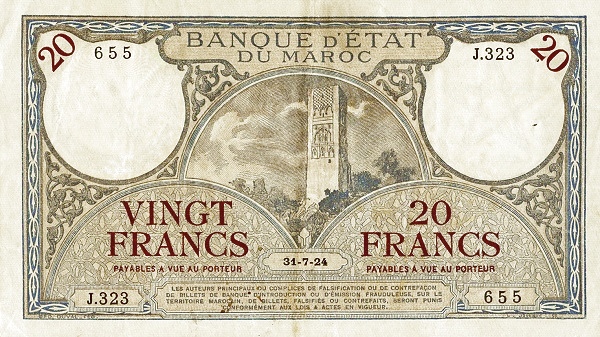 20
655
BANQUE D'ÉTAT
DU MAROC
J.323
20
VINGT
FRANCS
PAYABLES A VUE AU PORTEUR
31-7-24
20
FRANCS
PAYABLES A VUE AU PORTEUR
J.323
LES AUTEURS PRINCIPAUX OU COMPLICES DE FALSIFICATION OU DE CONTREFAÇON
DE BILLETS DE BANQUE, D'INTRODUCTION OU D'ÉMISSION FRAUDULEUSE, SUR LE
TERRITOIRE MAROCAIN, DE BILLETS, FALSIFIÉS OU CONTREFAITS, SERONT PUNIS
CONFORMÉMENT AUX LOIS & ACTES EN VIGUEUR.
655